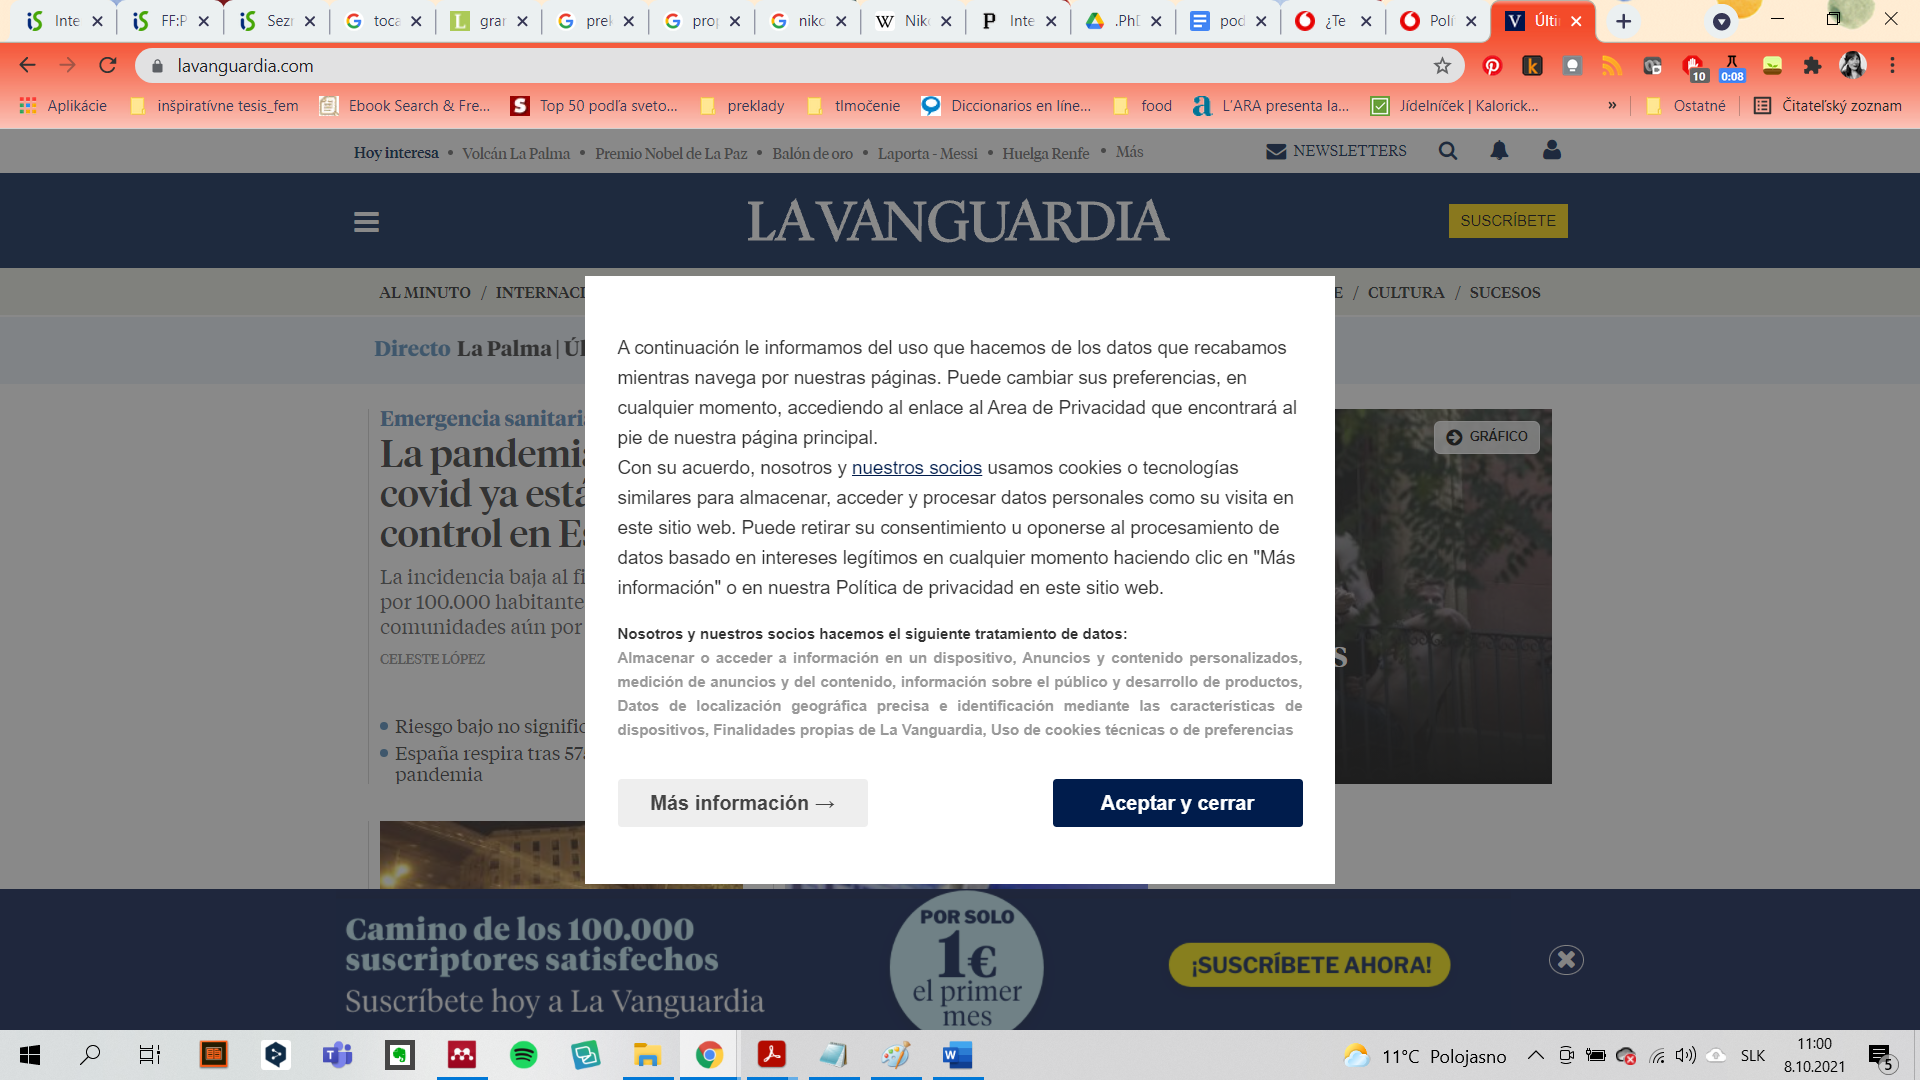 Inte
FF:P
Sezr
toca
grar
prek
prop
niko
Nik
Inte
.PhD
pod
¿Te
Polí
Últi
lavanguardia.com
10
0:08
Aplikácie
inšpiratívne tesis_fem
Ebook Search & Fre...
Top 50 podľa sveto...
preklady
tlmočenie
Diccionarios en líne...
food
L'ARA presenta la...
Jídelníček | Kalorick...
»
Ostatné
Čitateľský zoznam
Hoy interesa • Volcán La Palma • Premio Nobel de La Paz • Balón de oro • Laporta - Messi • Huelga Renfe • Más
NEWSLETTERS
LA VANGUARDIA
SUSCRÍBETE
AL MINUTO / INTERNACI
E / CULTURA / SUCESOS
Directo La Palma | Úl
Emergencia sanitari
La pandemi
covid ya está
control en E
La incidencia baja al fi
por 100.000 habitante
comunidades aún por
CELESTE LÓPEZ
• Riesgo bajo no signific
• España respira tras 57
pandemia
GRÁFICO
s
A continuación le informamos del uso que hacemos de los datos que recabamos
mientras navega por nuestras páginas. Puede cambiar sus preferencias, en
cualquier momento, accediendo al enlace al Area de Privacidad que encontrará al
pie de nuestra página principal.
Con su acuerdo, nosotros y nuestros socios usamos cookies o tecnologías
similares para almacenar, acceder y procesar datos personales como su visita en
este sitio web. Puede retirar su consentimiento u oponerse al procesamiento de
datos basado en intereses legítimos en cualquier momento haciendo clic en "Más
información" o en nuestra Política de privacidad en este sitio web.
Nosotros y nuestros socios hacemos el siguiente tratamiento de datos:
Almacenar o acceder a información en un dispositivo, Anuncios y contenido personalizados,
medición de anuncios y del contenido, información sobre el público y desarrollo de productos,
Datos de localización geográfica precisa e identificación mediante las características de
dispositivos, Finalidades propias de La Vanguardia, Uso de cookies técnicas o de preferencias
Más información →
Aceptar y cerrar
Camino de los 100.000
suscriptores satisfechos
Suscríbete hoy a La Vanguardia
POR SOLO
1€
el primer
mes
¡SUSCRÍBETE AHORA!
11°C Polojasno
SLK
11:00
8.10.2021
5